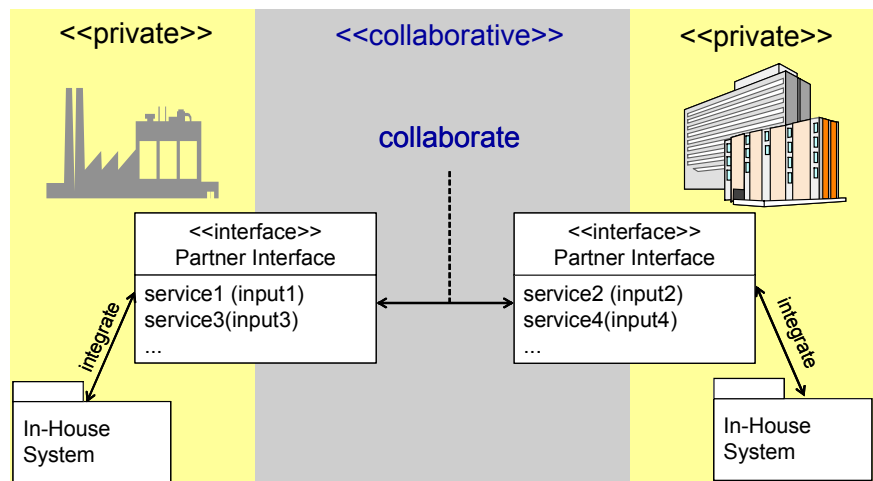 <<private>>
<<collaborative>>
<<private>>
collaborate
<<interface>>
Partner Interface
service1 (input1)
service3(input3)
...
<<interface>>
Partner Interface
service2 (input2)
service4(input4)
...
integrate
integrate
In-House
System
In-House
System